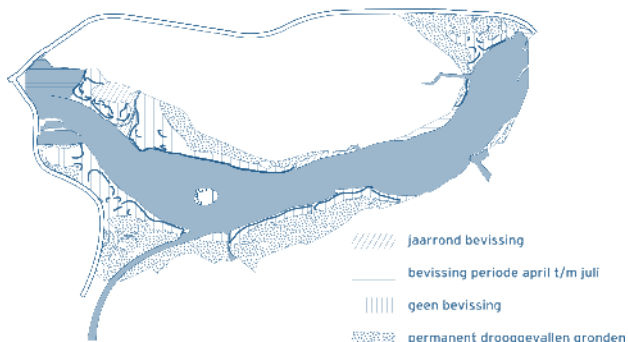 jaarrond bevissing
bevissing periode april t/m juli
geen bevissing
permanent drooggevallen gronden